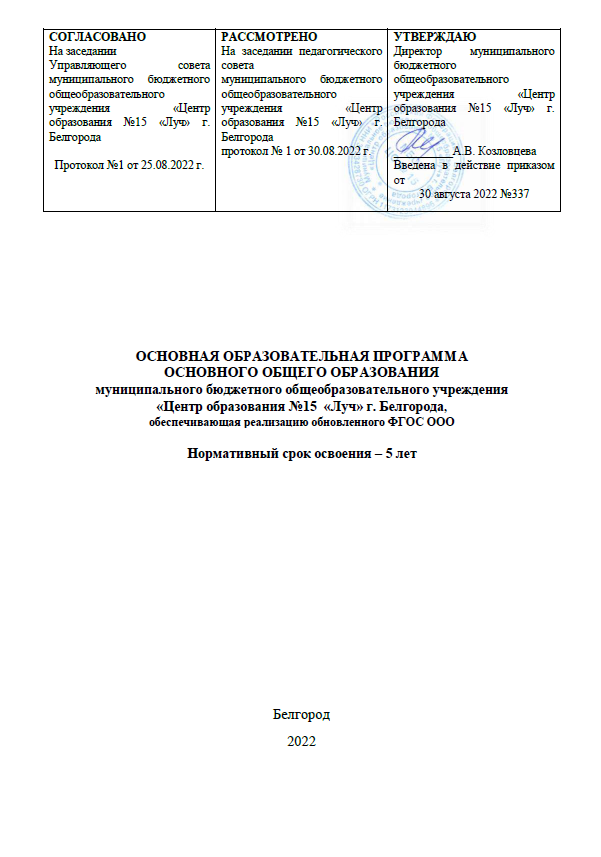 СОГЛАСОВАНО
На заседании
Управляющего совета
муниципального бюджетного
общеобразовательного
учреждения «Центр
образования №15 «Луч» г.
Белгорода
Протокол №1 от 25.08.2022 г.
РАССМОТРЕНО
На заседании педагогического
совета
муниципального бюджетного
общеобразовательного
учреждения «Центр
образования №15 «Луч» г.
Белгорода
протокол № 1 от 30.08.2022 г.
УТВЕРЖДАЮ
Директор муниципального
бюджетного
общеобразовательного
учреждения «Центр
образования №15 «Луч» г.
Белгорода
__________А.В. Козловцева
Введена в действие приказом
от
30 августа 2022 №337
ОСНОВНАЯ ОБРАЗОВАТЕЛЬНАЯ ПРОГРАММА
ОСНОВНОГО ОБЩЕГО ОБРАЗОВАНИЯ
муниципального бюджетного общеобразовательного учреждения
«Центр образования №15 «Луч» г. Белгорода,
обеспечивающая реализацию обновленного ФГОС ООО
Нормативный срок освоения – 5 лет
Белгород
2022